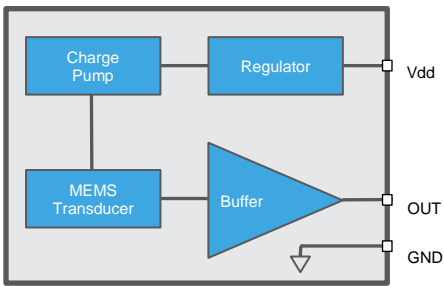 Charge
Pump
Regulator
Vdd
MEMS
Transducer
Buffer
OUT
GND